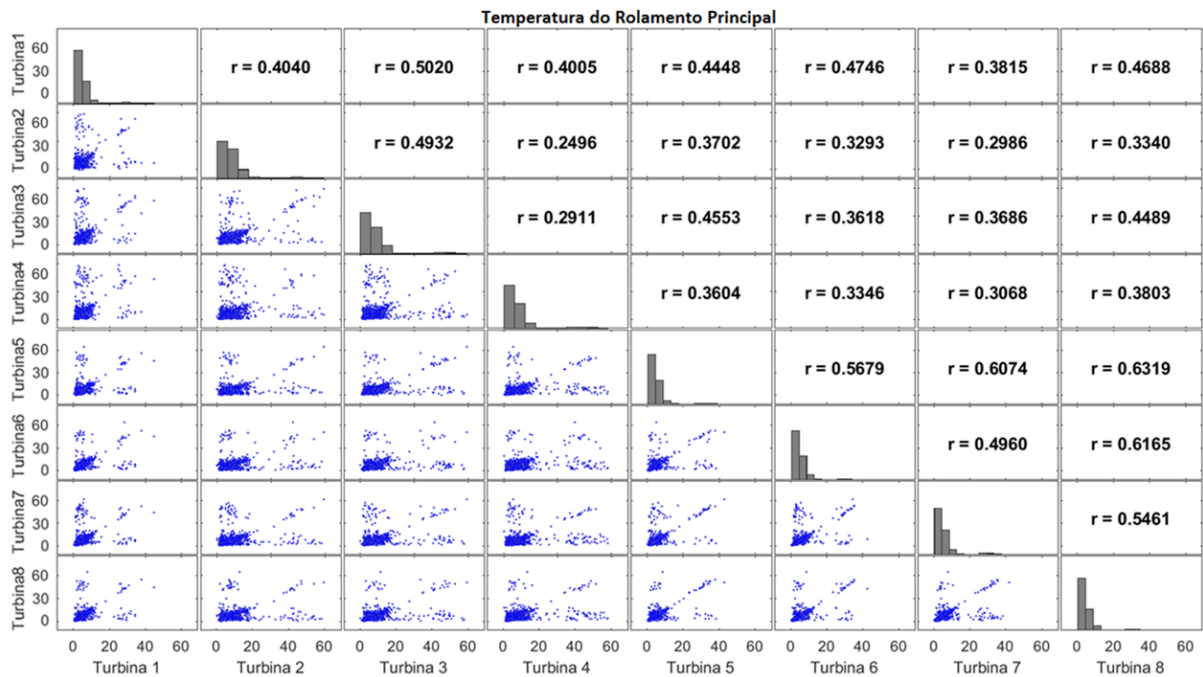 Temperatura do Rolamento Principal
Turbina1
60
30
0
r = 0.4040
r = 0.5020
r = 0.4005
r = 0.4448
r = 0.4746
r = 0.3815
r = 0.4688
Turbina2
60
30
0
r = 0.4932
r = 0.2496
r = 0.3702
r = 0.3293
r = 0.2986
r = 0.3340
Turbina3
60
30
0
r = 0.2911
r = 0.4553
r = 0.3618
r = 0.3686
r = 0.4489
Turbina4
60
30
0
r = 0.3604
r = 0.3346
r = 0.3068
r = 0.3803
Turbina5
60
30
0
r = 0.5679
r = 0.6074
r = 0.6319
Turbina6
60
30
0
r = 0.4960
r = 0.6165
Turbina7
60
30
0
r = 0.5461
Turbina8
60
30
0
0 20 40 60
0 20 40 60
0 20 40 60
0 20 40 60
0 20 40 60
0 20 40 60
0 20 40 60
0 20 40 60
Turbina 1
Turbina 2
Turbina 3
Turbina 4
Turbina 5
Turbina 6
Turbina 7
Turbina 8